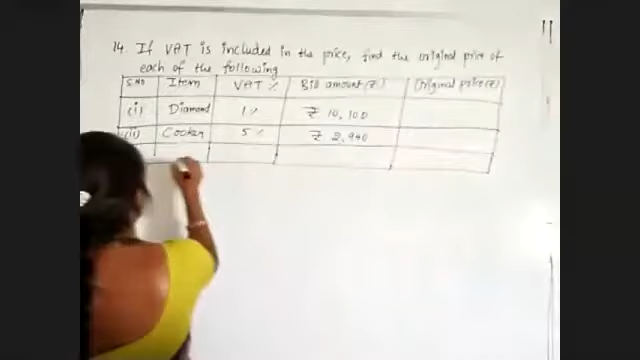 14. If VAT is included in the price, find the original price of
each of the following
S.NO Item VAT % Bill amount (₹) Original price (₹)
(i) Diamond 1% ₹ 10,100
(ii) Cooker 5% ₹ 2,940